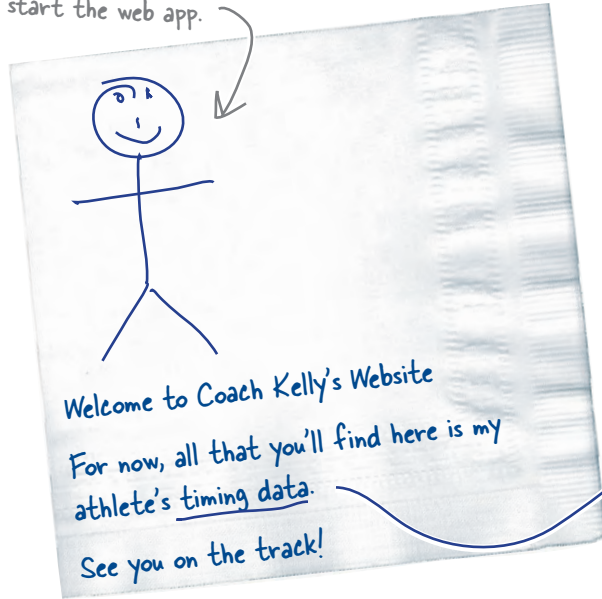 start the web app.
Welcome to Coach Kelly's Website
For now, all that you'll find here is my
athlete's timing data.
See you on the track!